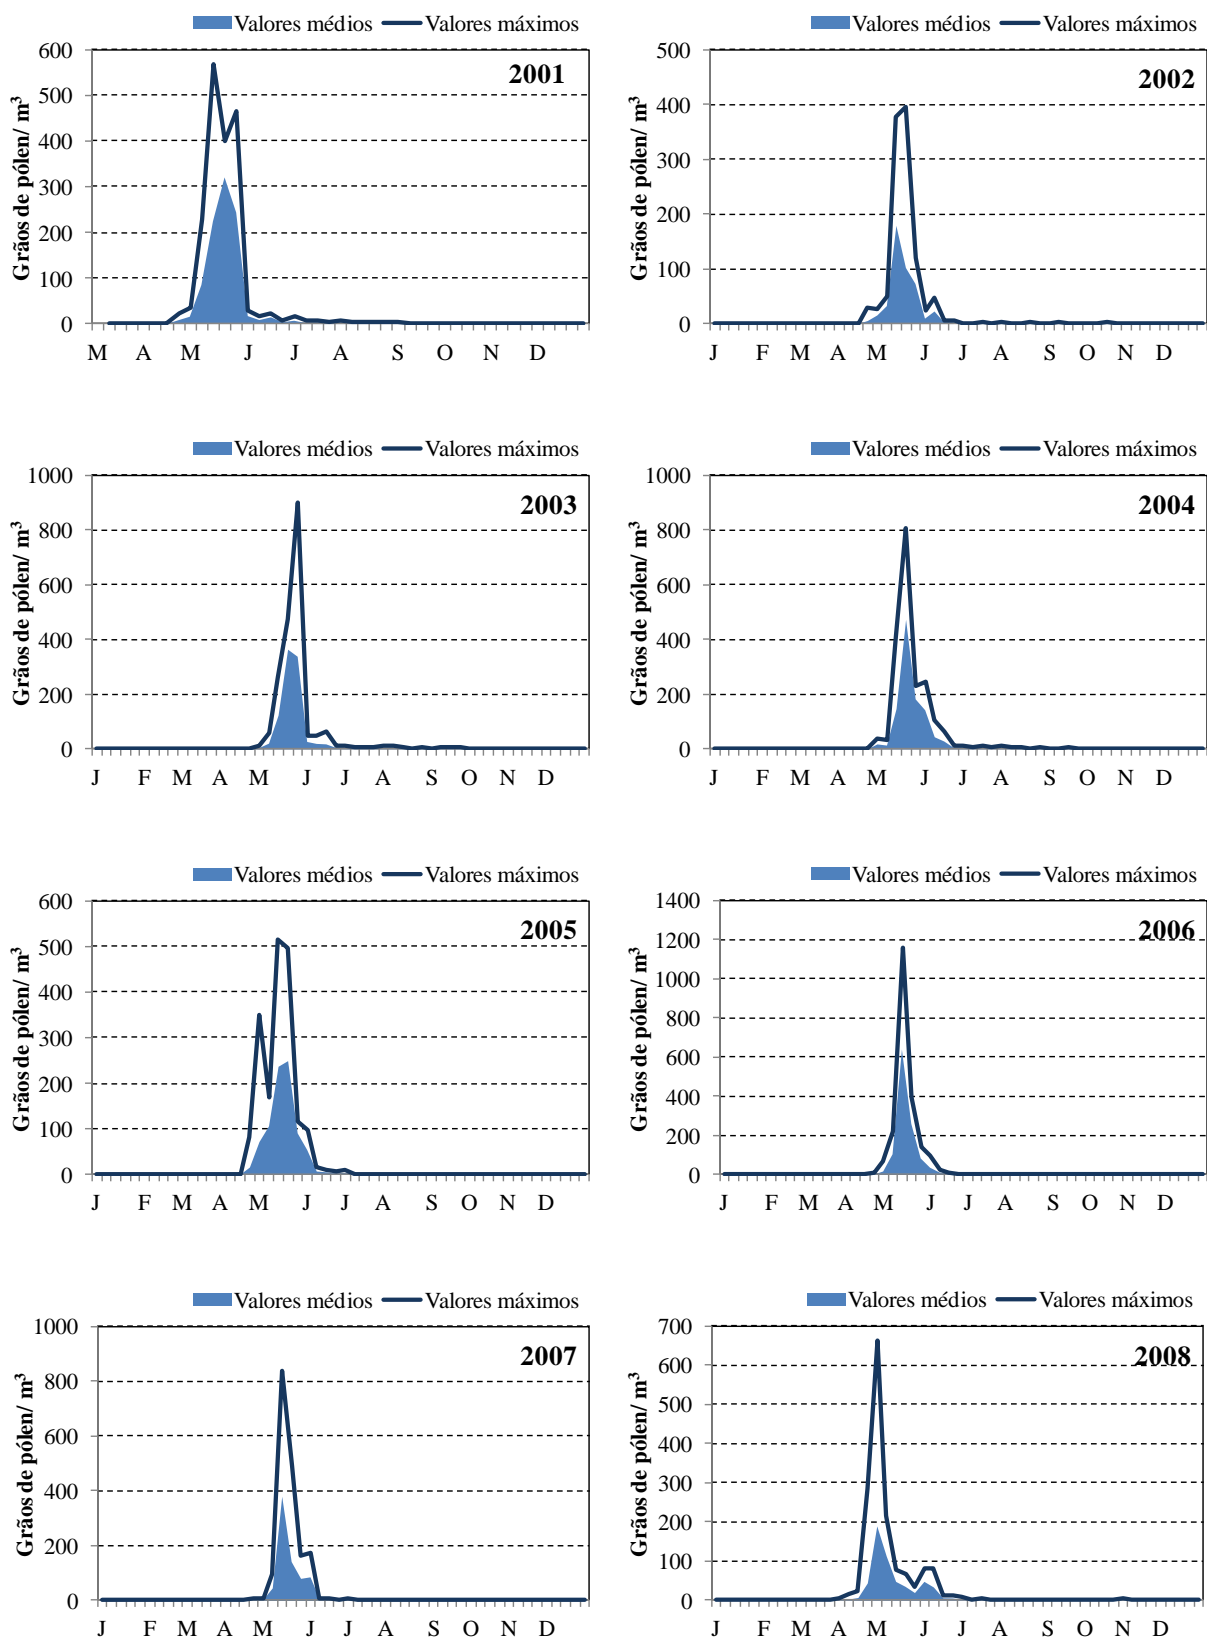 Valores médios Valores máximos
Grãos de pólen/ m³
2001
600
500
400
300
200
100
0
M A M J J A S O N D
Valores médios Valores máximos
Grãos de pólen/ m³
2002
500
400
300
200
100
0
J F M A M J J A S O N D
Valores médios Valores máximos
Grãos de pólen/ m³
2003
1000
800
600
400
200
0
J F M A M J J A S O N D
Valores médios Valores máximos
Grãos de pólen/ m³
2004
1000
800
600
400
200
0
J F M A M J J A S O N D
Valores médios Valores máximos
Grãos de pólen/ m³
2005
600
500
400
300
200
100
0
J F M A M J J A S O N D
Valores médios Valores máximos
Grãos de pólen/ m³
2006
1400
1200
1000
800
600
400
200
0
J F M A M J J A S O N D
Valores médios Valores máximos
Grãos de pólen/ m³
2007
1000
800
600
400
200
0
J F M A M J J A S O N D
Valores médios Valores máximos
Grãos de pólen/ m³
2008
700
600
500
400
300
200
100
0
J F M A M J J A S O N D